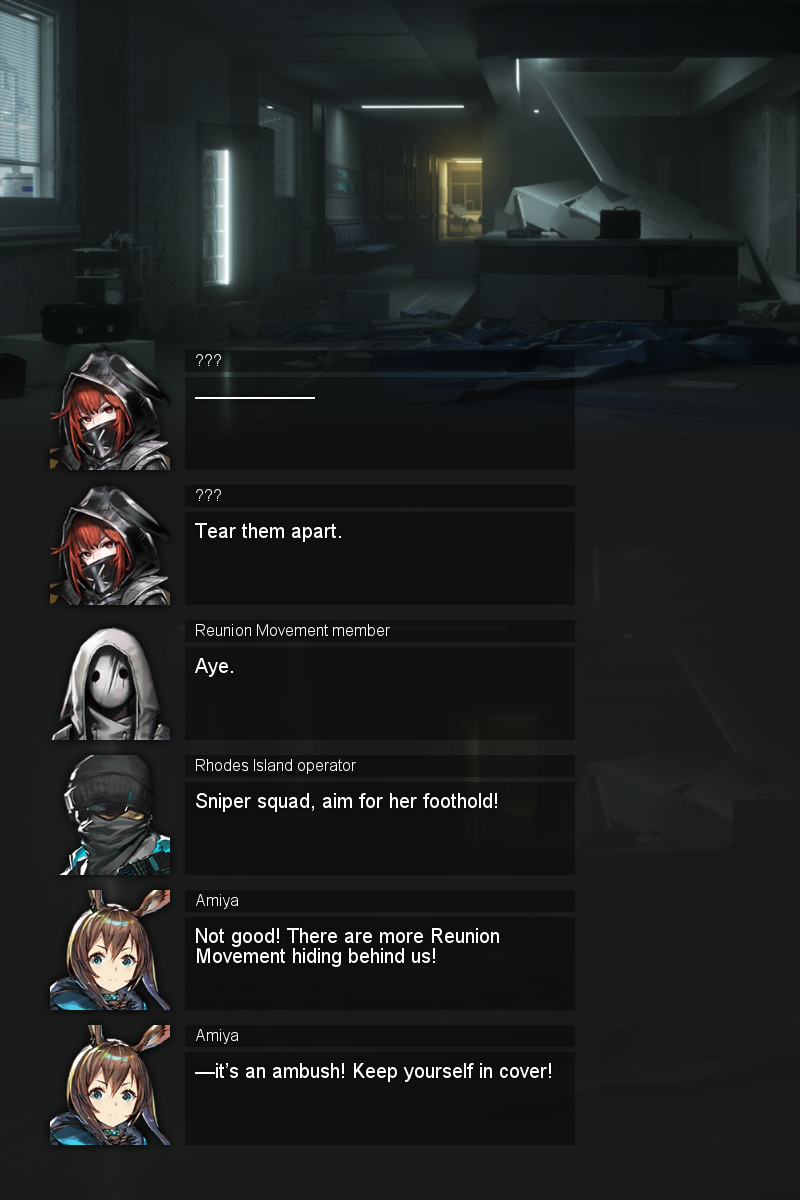 ???
——————
???
Tear them apart.
Reunion Movement member
Aye.
Rhodes Island operator
Sniper squad, aim for her foothold!
Amiya
Not good! There are more Reunion
Movement hiding behind us!
Amiya
—it's an ambush! Keep yourself in cover!